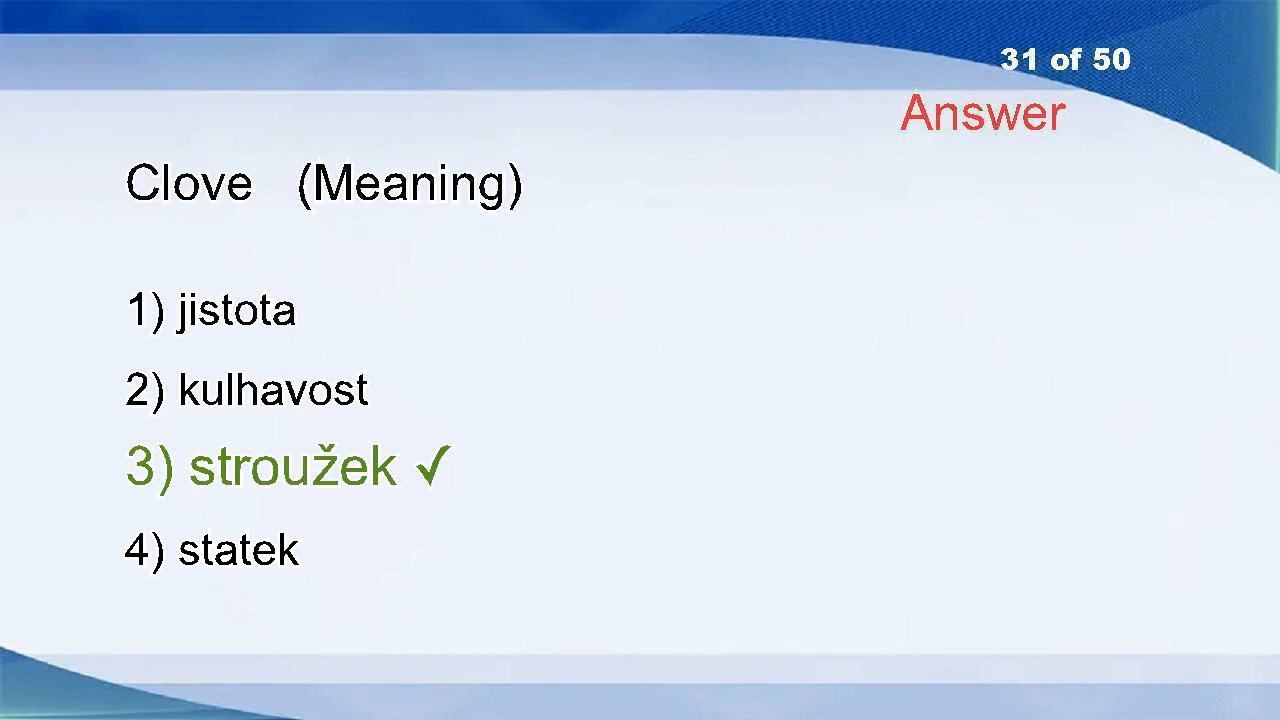 31 of 50
Answer
Clove (Meaning)
1) jistota
2) kulhavost
3) stroužek ✓
4) statek